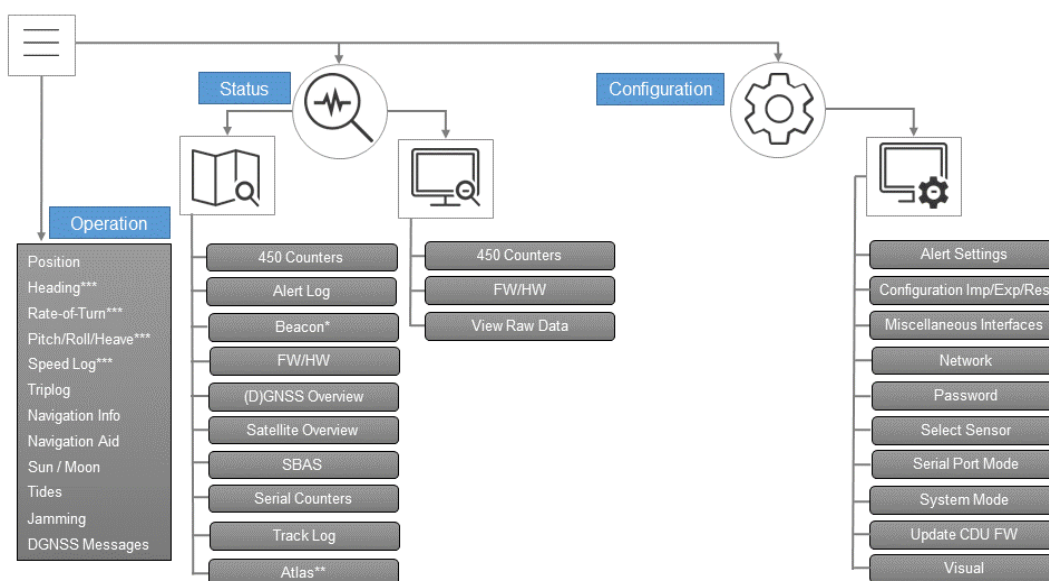 Status
Configuration
Operation
Position
Heading***
Rate-of-Turn***
Pitch/Roll/Heave***
Speed Log***
Triplog
Navigation Info
Navigation Aid
Sun / Moon
Tides
Jamming
DGNSS Messages
450 Counters
Alert Log
Beacon*
FW/HW
(D)GNSS Overview
Satellite Overview
SBAS
Serial Counters
Track Log
Atlas**
450 Counters
FW/HW
View Raw Data
Alert Settings
Configuration Imp/Exp/Res
Miscellaneous Interfaces
Network
Password
Select Sensor
Serial Port Mode
System Mode
Update CDU FW
Visual